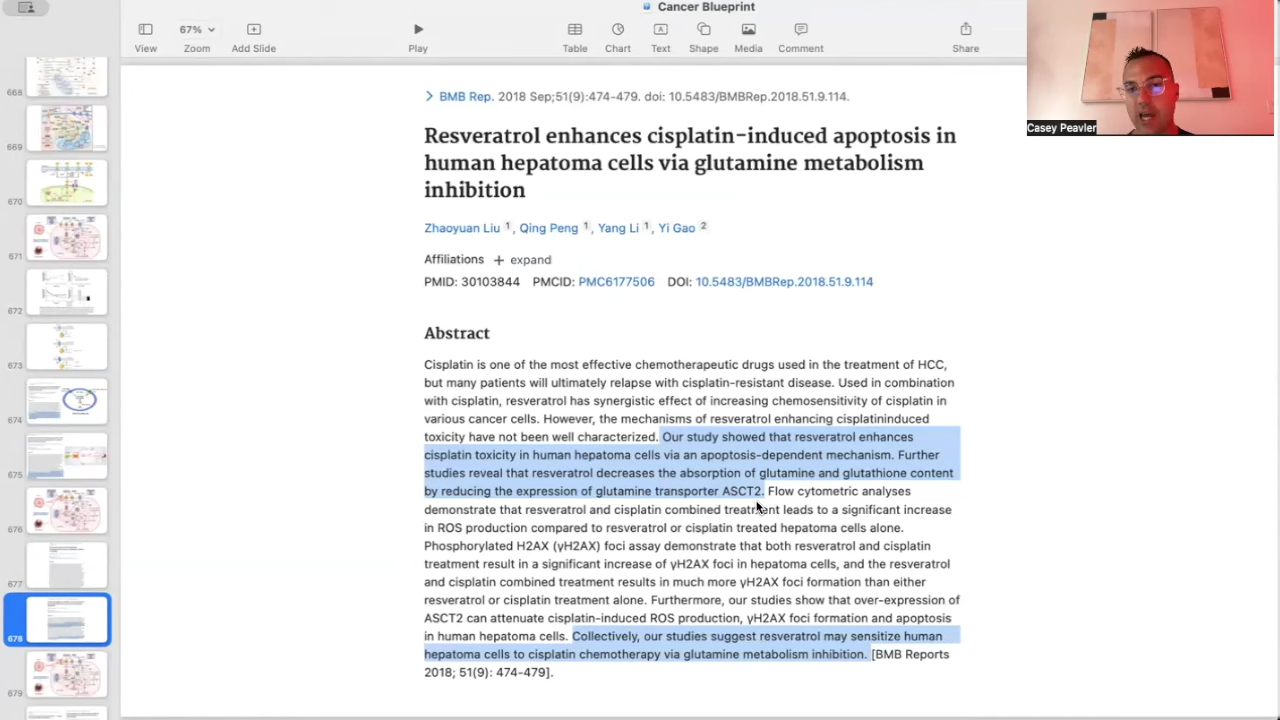 Cancer Blueprint
67%
View
Zoom
Add Slide
Play
Table
Chart
Text
Shape
Media
Comment
Share
Casey Peavler
668
669
670
671
672
673
674
675
676
677
678
679
BMB Rep. 2018 Sep;51(9):474-479. doi: 10.5483/BMBRep.2018.51.9.114.
Resveratrol enhances cisplatin-induced apoptosis in
human hepatoma cells via glutamine metabolism
inhibition
Zhaoyuan Liu 1, Qing Peng 1, Yang Li 1, Yi Gao 2
Affiliations + expand
PMID: 30103844 PMCID: PMC6177506 DOI: 10.5483/BMBRep.2018.51.9.114
Abstract
Cisplatin is one of the most effective chemotherapeutic drugs used in the treatment of HCC,
but many patients will ultimately relapse with cisplatin-resistant disease. Used in combination
with cisplatin, resveratrol has synergistic effect of increasing chemosensitivity of cisplatin in
various cancer cells. However, the mechanisms of resveratrol enhancing cisplatininduced
toxicity have not been well characterized. Our study showed that resveratrol enhances
cisplatin toxicity in human hepatoma cells via an apoptosis-dependent mechanism. Further
studies reveal that resveratrol decreases the absorption of glutamine and glutathione content
by reducing the expression of glutamine transporter ASCT2. Flow cytometric analyses
demonstrate that resveratrol and cisplatin combined treatment leads to a significant increase
in ROS production compared to resveratrol or cisplatin treated hepatoma cells alone.
Phosphorylated H2AX (γH2AX) foci assay demonstrate that both resveratrol and cisplatin
treatment result in a significant increase of γH2AX foci in hepatoma cells, and the resveratrol
and cisplatin combined treatment results in much more γH2AX foci formation than either
resveratrol or cisplatin treatment alone. Furthermore, our studies show that over-expression of
ASCT2 can attenuate cisplatin-induced ROS production, γH2AX foci formation and apoptosis
in human hepatoma cells. Collectively, our studies suggest resveratrol may sensitize human
hepatoma cells to cisplatin chemotherapy via glutamine metabolism inhibition. [BMB Reports
2018; 51(9): 474-479].